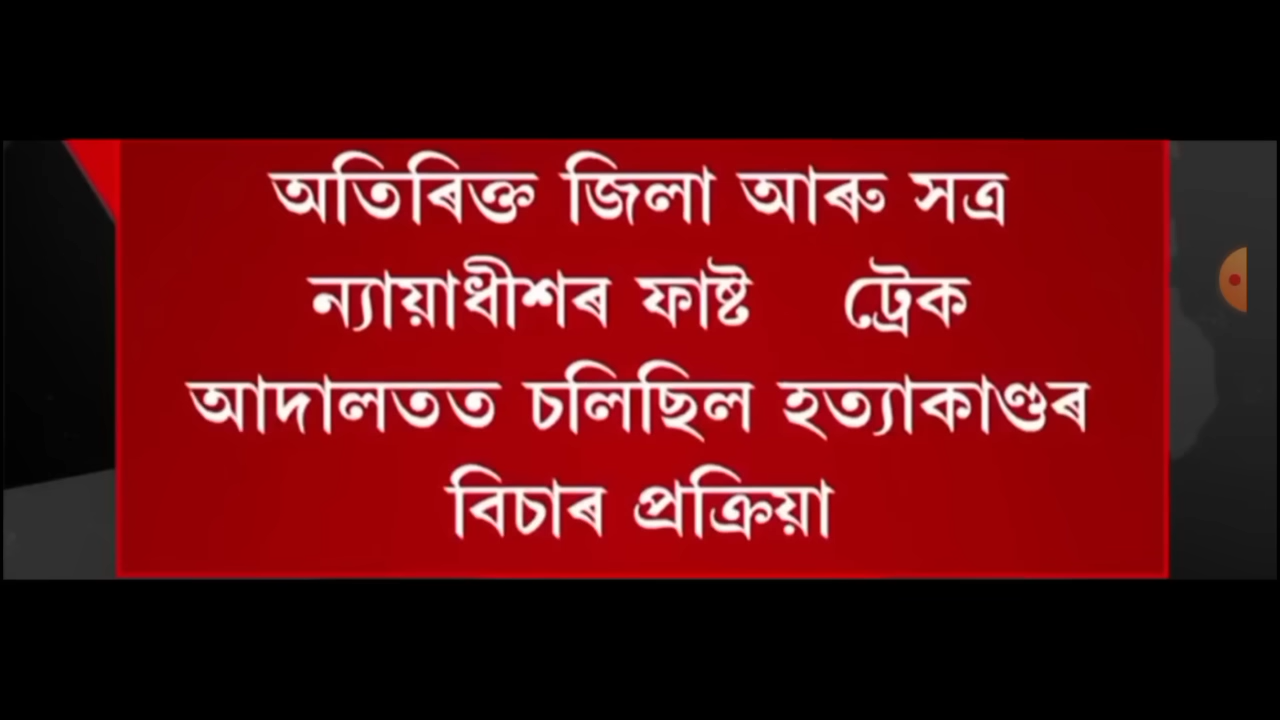 অতিৰিক্ত জিলা আৰু সত্ৰ
ন্যায়াধীশৰ ফাষ্ট ট্ৰেক
আদালতত চলিছিল হত্যাকাণ্ডৰ
বিচাৰ প্ৰক্ৰিয়া